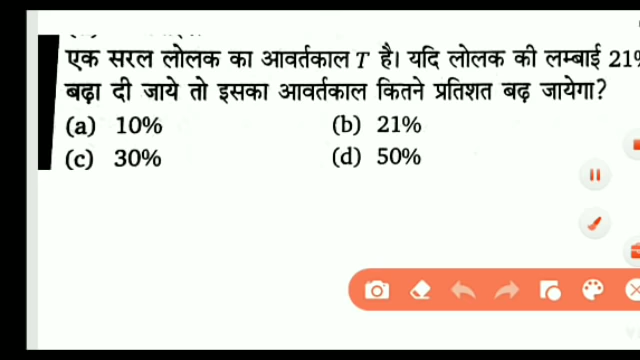 एक सरल लोलक का आवर्तकाल T है। यदि लोलक की लम्बाई 21%
बढ़ा दी जाये तो इसका आवर्तकाल कितने प्रतिशत बढ़ जायेगा?
(a) 10% (b) 21%
(c) 30% (d) 50%